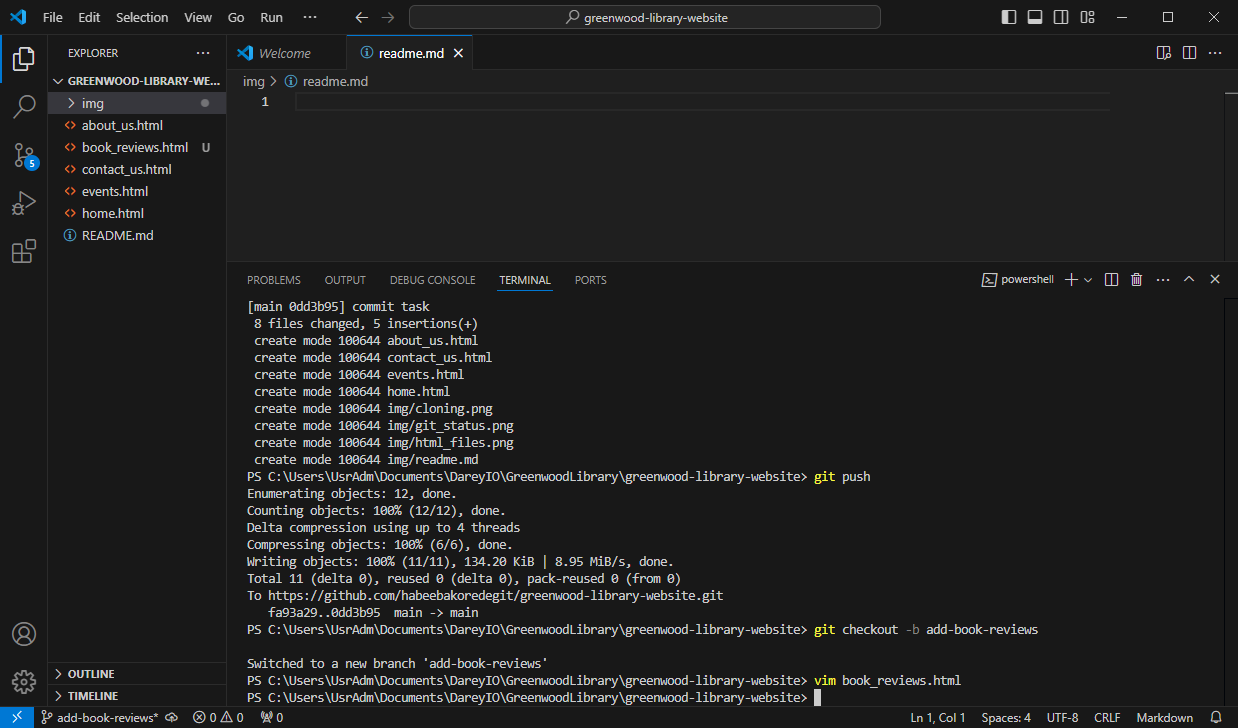 File Edit Selection View Go Run ··· greenwood-library-website
EXPLORER ···
GREENWOOD-LIBRARY-WE...
img
about_us.html
book_reviews.html U
contact_us.html
events.html
home.html
README.md
5
OUTLINE
TIMELINE
Welcome readme.md
img > readme.md
1
PROBLEMS OUTPUT DEBUG CONSOLE TERMINAL PORTS powershell
[main 0dd3b95] commit task
8 files changed, 5 insertions(+)
create mode 100644 about_us.html
create mode 100644 contact_us.html
create mode 100644 events.html
create mode 100644 home.html
create mode 100644 img/cloning.png
create mode 100644 img/git_status.png
create mode 100644 img/html_files.png
create mode 100644 img/readme.md
PS C:\Users\UsrAdm\Documents\DareyIO\GreenwoodLibrary\greenwood-library-website> git push
Enumerating objects: 12, done.
Counting objects: 100% (12/12), done.
Delta compression using up to 4 threads
Compressing objects: 100% (6/6), done.
Writing objects: 100% (11/11), 134.20 KiB | 8.95 MiB/s, done.
Total 11 (delta 0), reused 0 (delta 0), pack-reused 0 (from 0)
To https://github.com/habeebakoredegit/greenwood-library-website.git
fa93a29..0dd3b95  main -> main
PS C:\Users\UsrAdm\Documents\DareyIO\GreenwoodLibrary\greenwood-library-website> git checkout -b add-book-reviews
Switched to a new branch 'add-book-reviews'
PS C:\Users\UsrAdm\Documents\DareyIO\GreenwoodLibrary\greenwood-library-website> vim book_reviews.html
PS C:\Users\UsrAdm\Documents\DareyIO\GreenwoodLibrary\greenwood-library-website>
add-book-reviews* 0 0 0 Ln 1, Col 1 Spaces: 4 UTF-8 CRLF Markdown